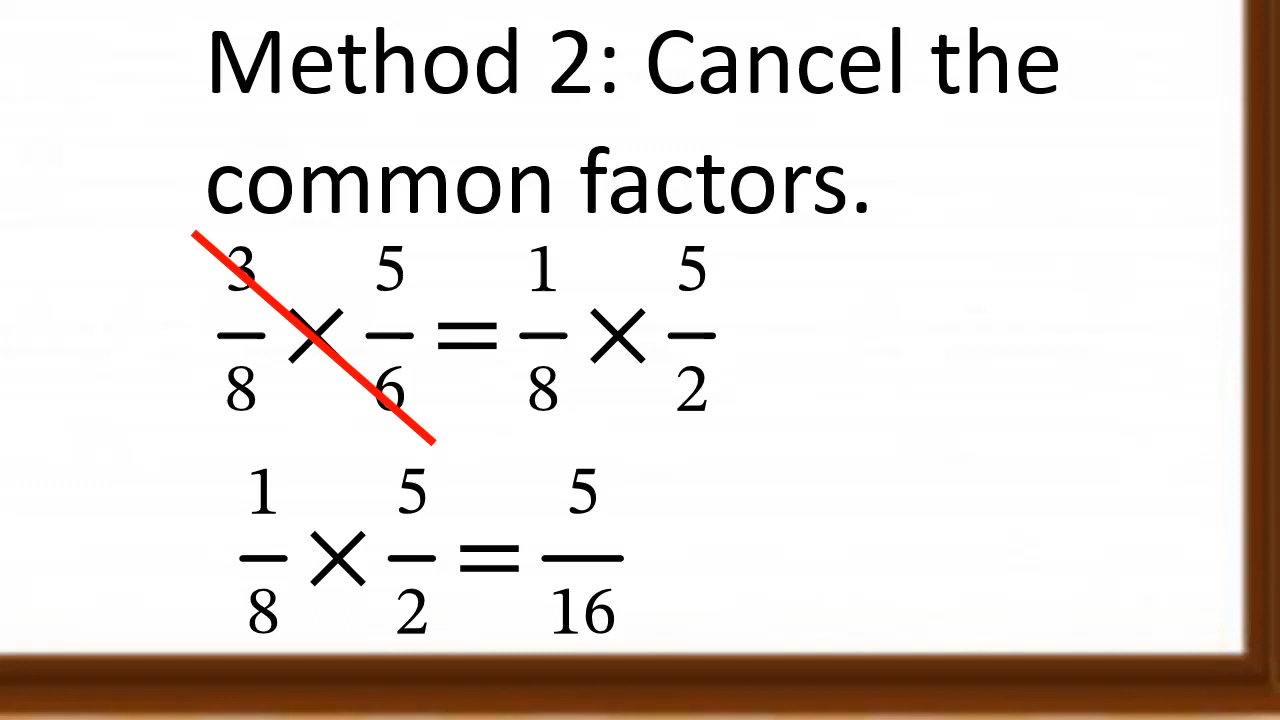 Method 2: Cancel the
common factors.
3/8 × 5/6 = 1/8 × 5/2
1/8 × 5/2 = 5/16